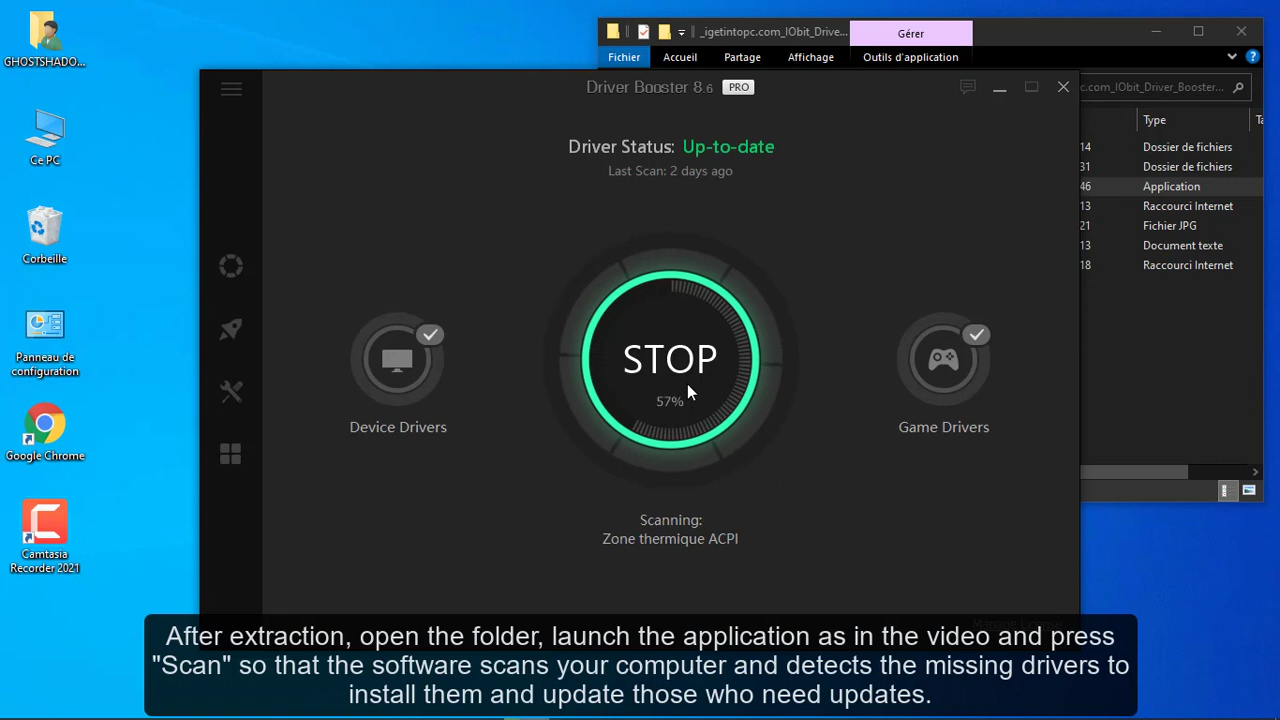 GHOSTSHADO...
Ce PC
Corbeille
Panneau de
configuration
Google Chrome
Camtasia
Recorder 2021
_igetintopc.com_IObit_Drive...
Gérer
Fichier
Accueil
Partage
Affichage
Outils d'application
c.com_IObit_Driver_Booster...
Type
14 Dossier de fichiers
31 Dossier de fichiers
46 Application
13 Raccourci Internet
21 Fichier JPG
13 Document texte
18 Raccourci Internet
Driver Booster 8.6 PRO
Driver Status: Up-to-date
Last Scan: 2 days ago
STOP
57%
Device Drivers
Game Drivers
Scanning:
Zone thermique ACPI
Manage License
After extraction, open the folder, launch the application as in the video and press
"Scan" so that the software scans your computer and detects the missing drivers to
install them and update those who need updates.